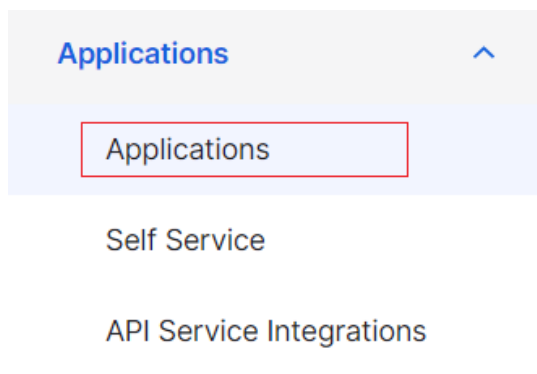 Applications
Applications
Self Service
API Service Integrations